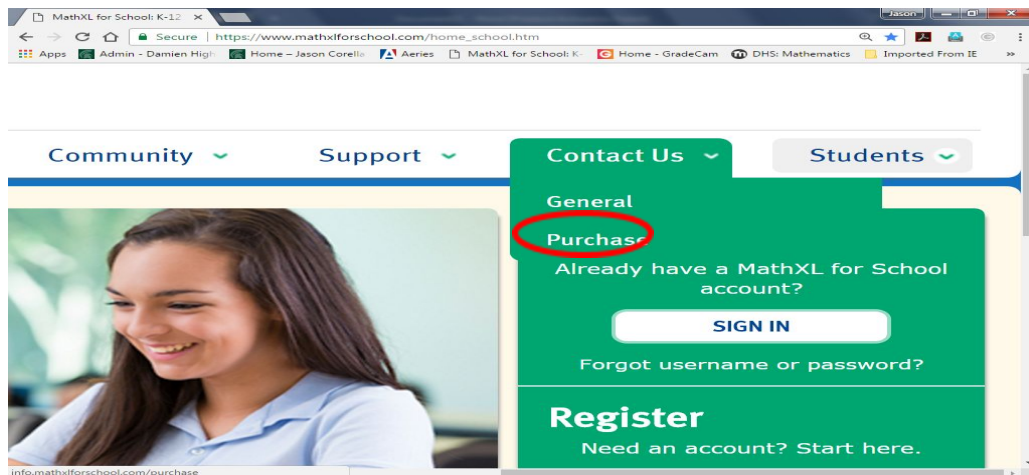 MathXL for School: K-12
Jason
Secure | https://www.mathxlforschool.com/home_school.htm
Apps Admin - Damien High Home – Jason Corella Aeries MathXL for School: K- Home - GradeCam DHS: Mathematics Imported From IE »
Community Support Contact Us Students
General
Purchase
Already have a MathXL for School
account?
SIGN IN
Forgot username or password?
Register
Need an account? Start here.
info.mathxlforschool.com/purchase